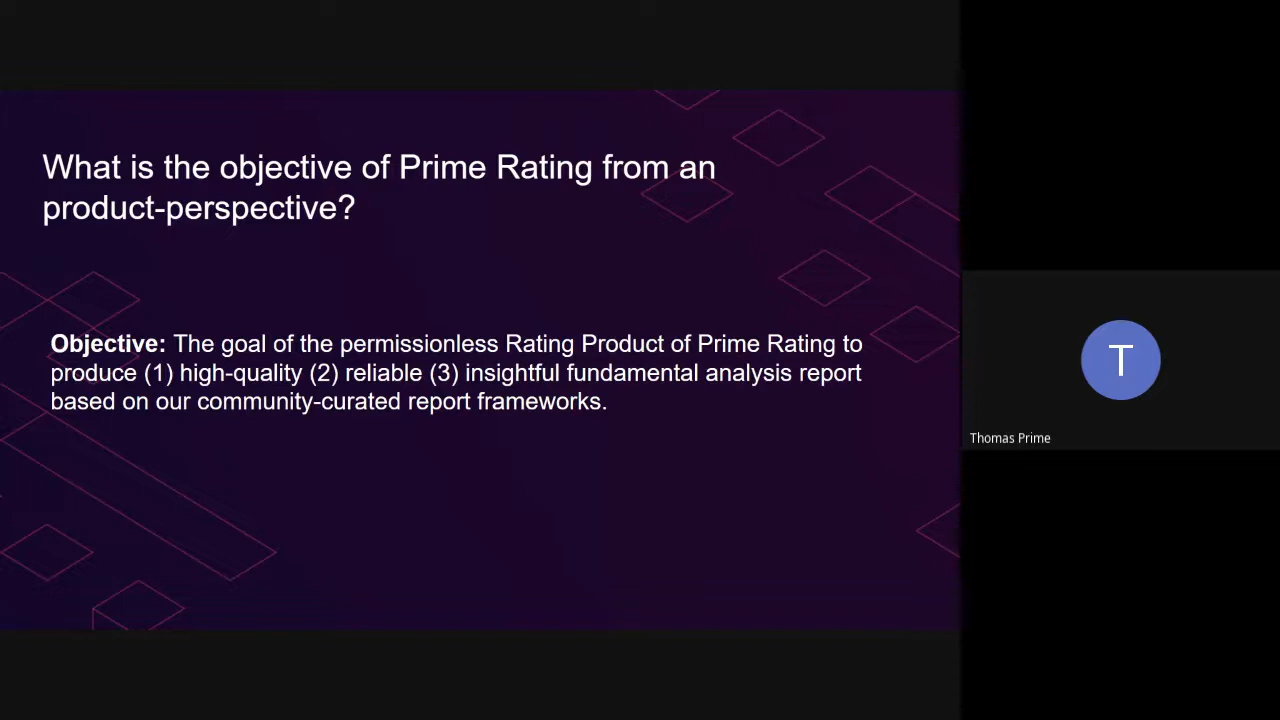 What is the objective of Prime Rating from an
product-perspective?
Objective: The goal of the permissionless Rating Product of Prime Rating to
produce (1) high-quality (2) reliable (3) insightful fundamental analysis report
based on our community-curated report frameworks.
T
Thomas Prime